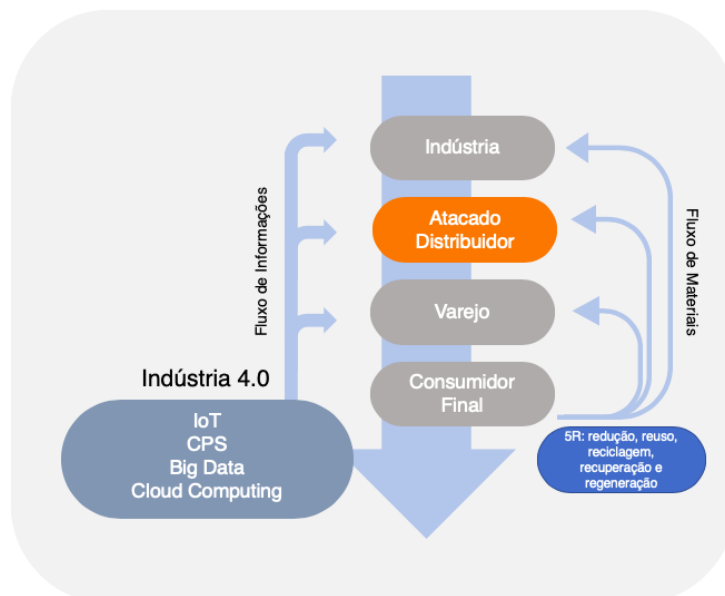 Indústria
Atacado
Distribuidor
Fluxo de Informações
Fluxo de Materiais
Varejo
Indústria 4.0
Consumidor
Final
IoT
CPS
Big Data
Cloud Computing
5R: redução, reuso,
reciclagem,
recuperação e
regeneração